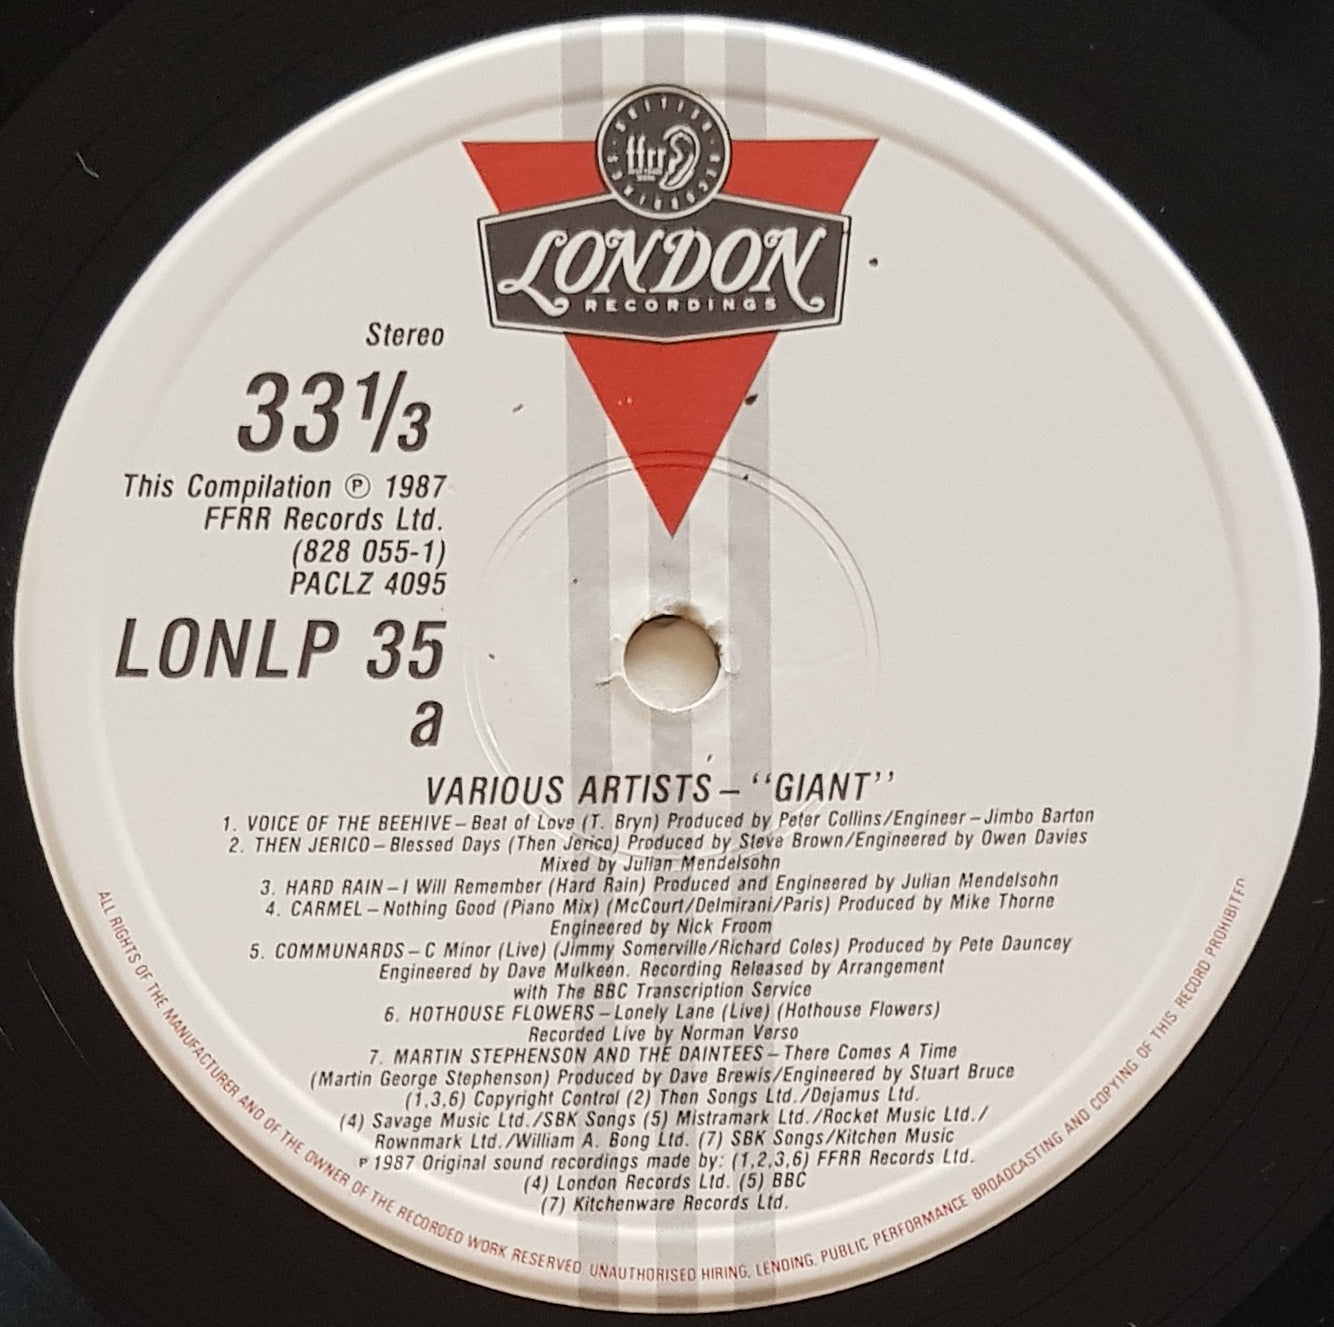 BRITISH RECORDINGS
ffrr
LONDON
RECORDINGS
Stereo
33 1/3
This Compilation ℗ 1987
FFRR Records Ltd.
(828 055-1)
PACLZ 4095
LONLP 35
a
VARIOUS ARTISTS – ‘‘GIANT’’
1. VOICE OF THE BEEHIVE – Beat of Love (T. Bryn) Produced by Peter Collins/Engineer – Jimbo Barton
2. THEN JERICO – Blessed Days (Then Jerico) Produced by Steve Brown/Engineered by Owen Davies
Mixed by Julian Mendelsohn
3. HARD RAIN – I Will Remember (Hard Rain) Produced and Engineered by Julian Mendelsohn
4. CARMEL – Nothing Good (Piano Mix) (McCourt/Delmirani/Paris) Produced by Mike Thorne
Engineered by Nick Froom
5. COMMUNARDS – C Minor (Live) (Jimmy Somerville/Richard Coles) Produced by Pete Dauncey
Engineered by Dave Mulkeen. Recording Released by Arrangement
with The BBC Transcription Service
6. HOTHOUSE FLOWERS – Lonely Lane (Live) (Hothouse Flowers)
Recorded Live by Norman Verso
7. MARTIN STEPHENSON AND THE DAINTEES – There Comes A Time
(Martin George Stephenson) Produced by Dave Brewis/Engineered by Stuart Bruce
(1,3,6) Copyright Control (2) Then Songs Ltd./Dejamus Ltd.
(4) Savage Music Ltd./SBK Songs (5) Mistramark Ltd./Rocket Music Ltd./
Rownmark Ltd./William A. Bong Ltd. (7) SBK Songs/Kitchen Music
℗ 1987 Original sound recordings made by: (1,2,3,6) FFRR Records Ltd.
(4) London Records Ltd. (5) BBC
(7) Kitchenware Records Ltd.
ALL RIGHTS OF THE MANUFACTURER AND OF THE OWNER OF THE RECORDED WORK RESERVED. UNAUTHORISED HIRING, LENDING, PUBLIC PERFORMANCE BROADCASTING AND COPYING OF THIS RECORD PROHIBITED